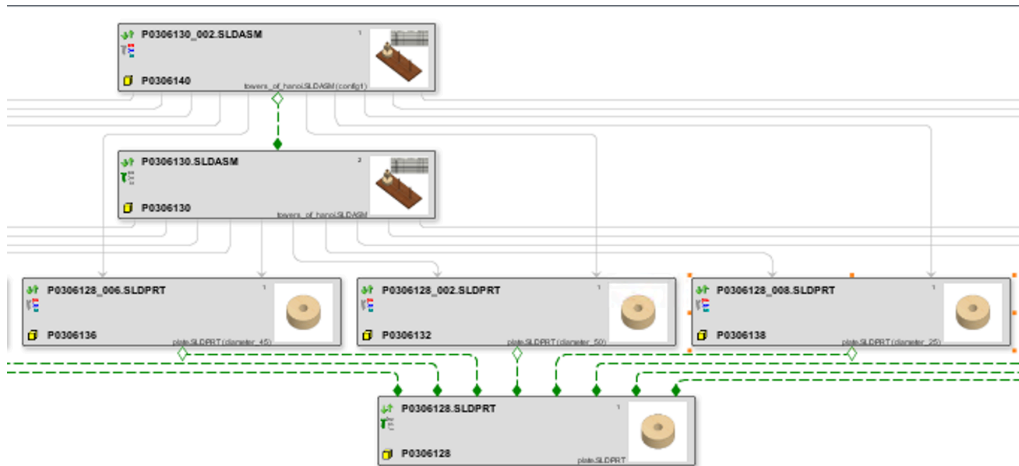 P0306130_002.SLDASM 1
P0306140
towers_of_hanoi.SLDASM (config1)
P0306130.SLDASM 2
P0306130
towers_of_hanoi.SLDASM
P0306128_006.SLDPRT 1
P0306136
plate.SLDPRT (diameter_45)
P0306128_002.SLDPRT 1
P0306132
plate.SLDPRT (diameter_50)
P0306128_008.SLDPRT 1
P0306138
plate.SLDPRT (diameter_25)
P0306128.SLDPRT 1
P0306128
plate.SLDPRT